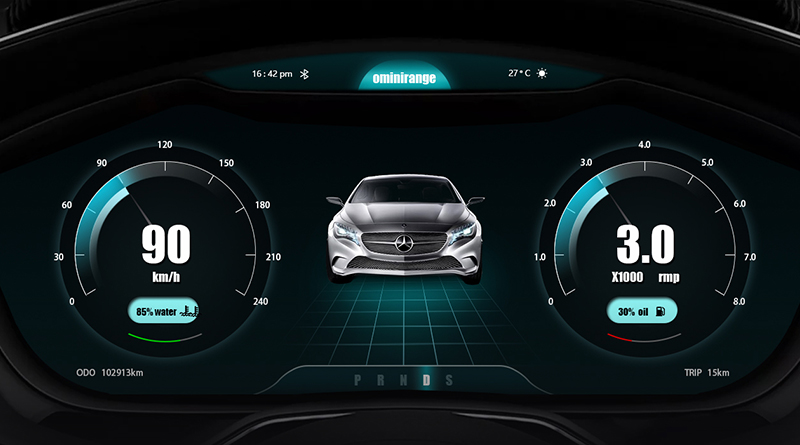 16 : 42 pm
ominirange
27° C
120
90
150
60
180
30
210
0
240
90
km/h
85% water
4.0
3.0
5.0
2.0
6.0
1.0
7.0
0
8.0
3.0
X1000 rmp
30% oil
ODO 102913km
P R N D S
TRIP 15km